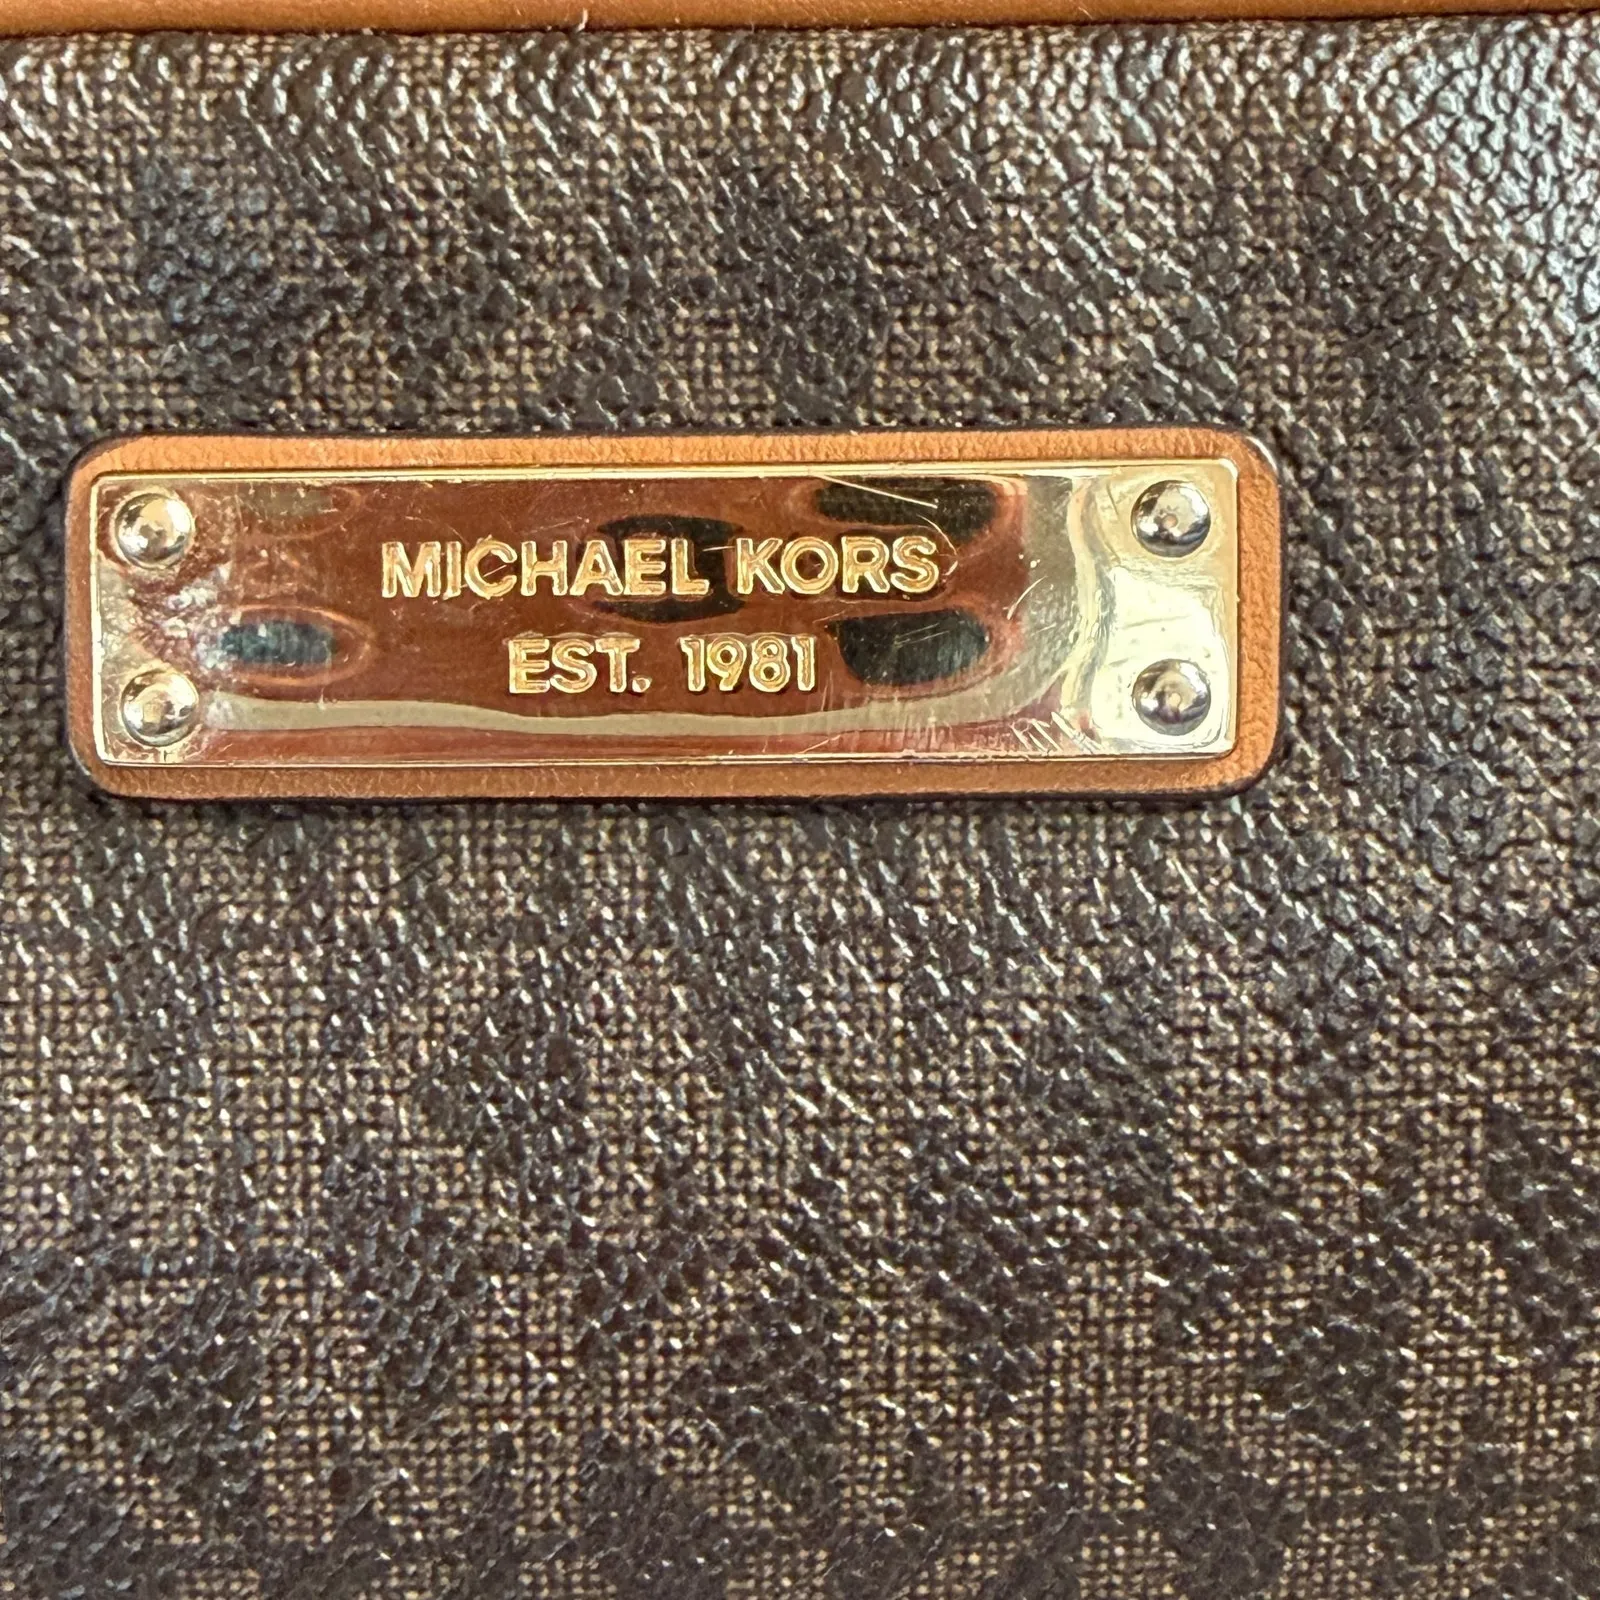 MICHAEL KORS
EST. 1981